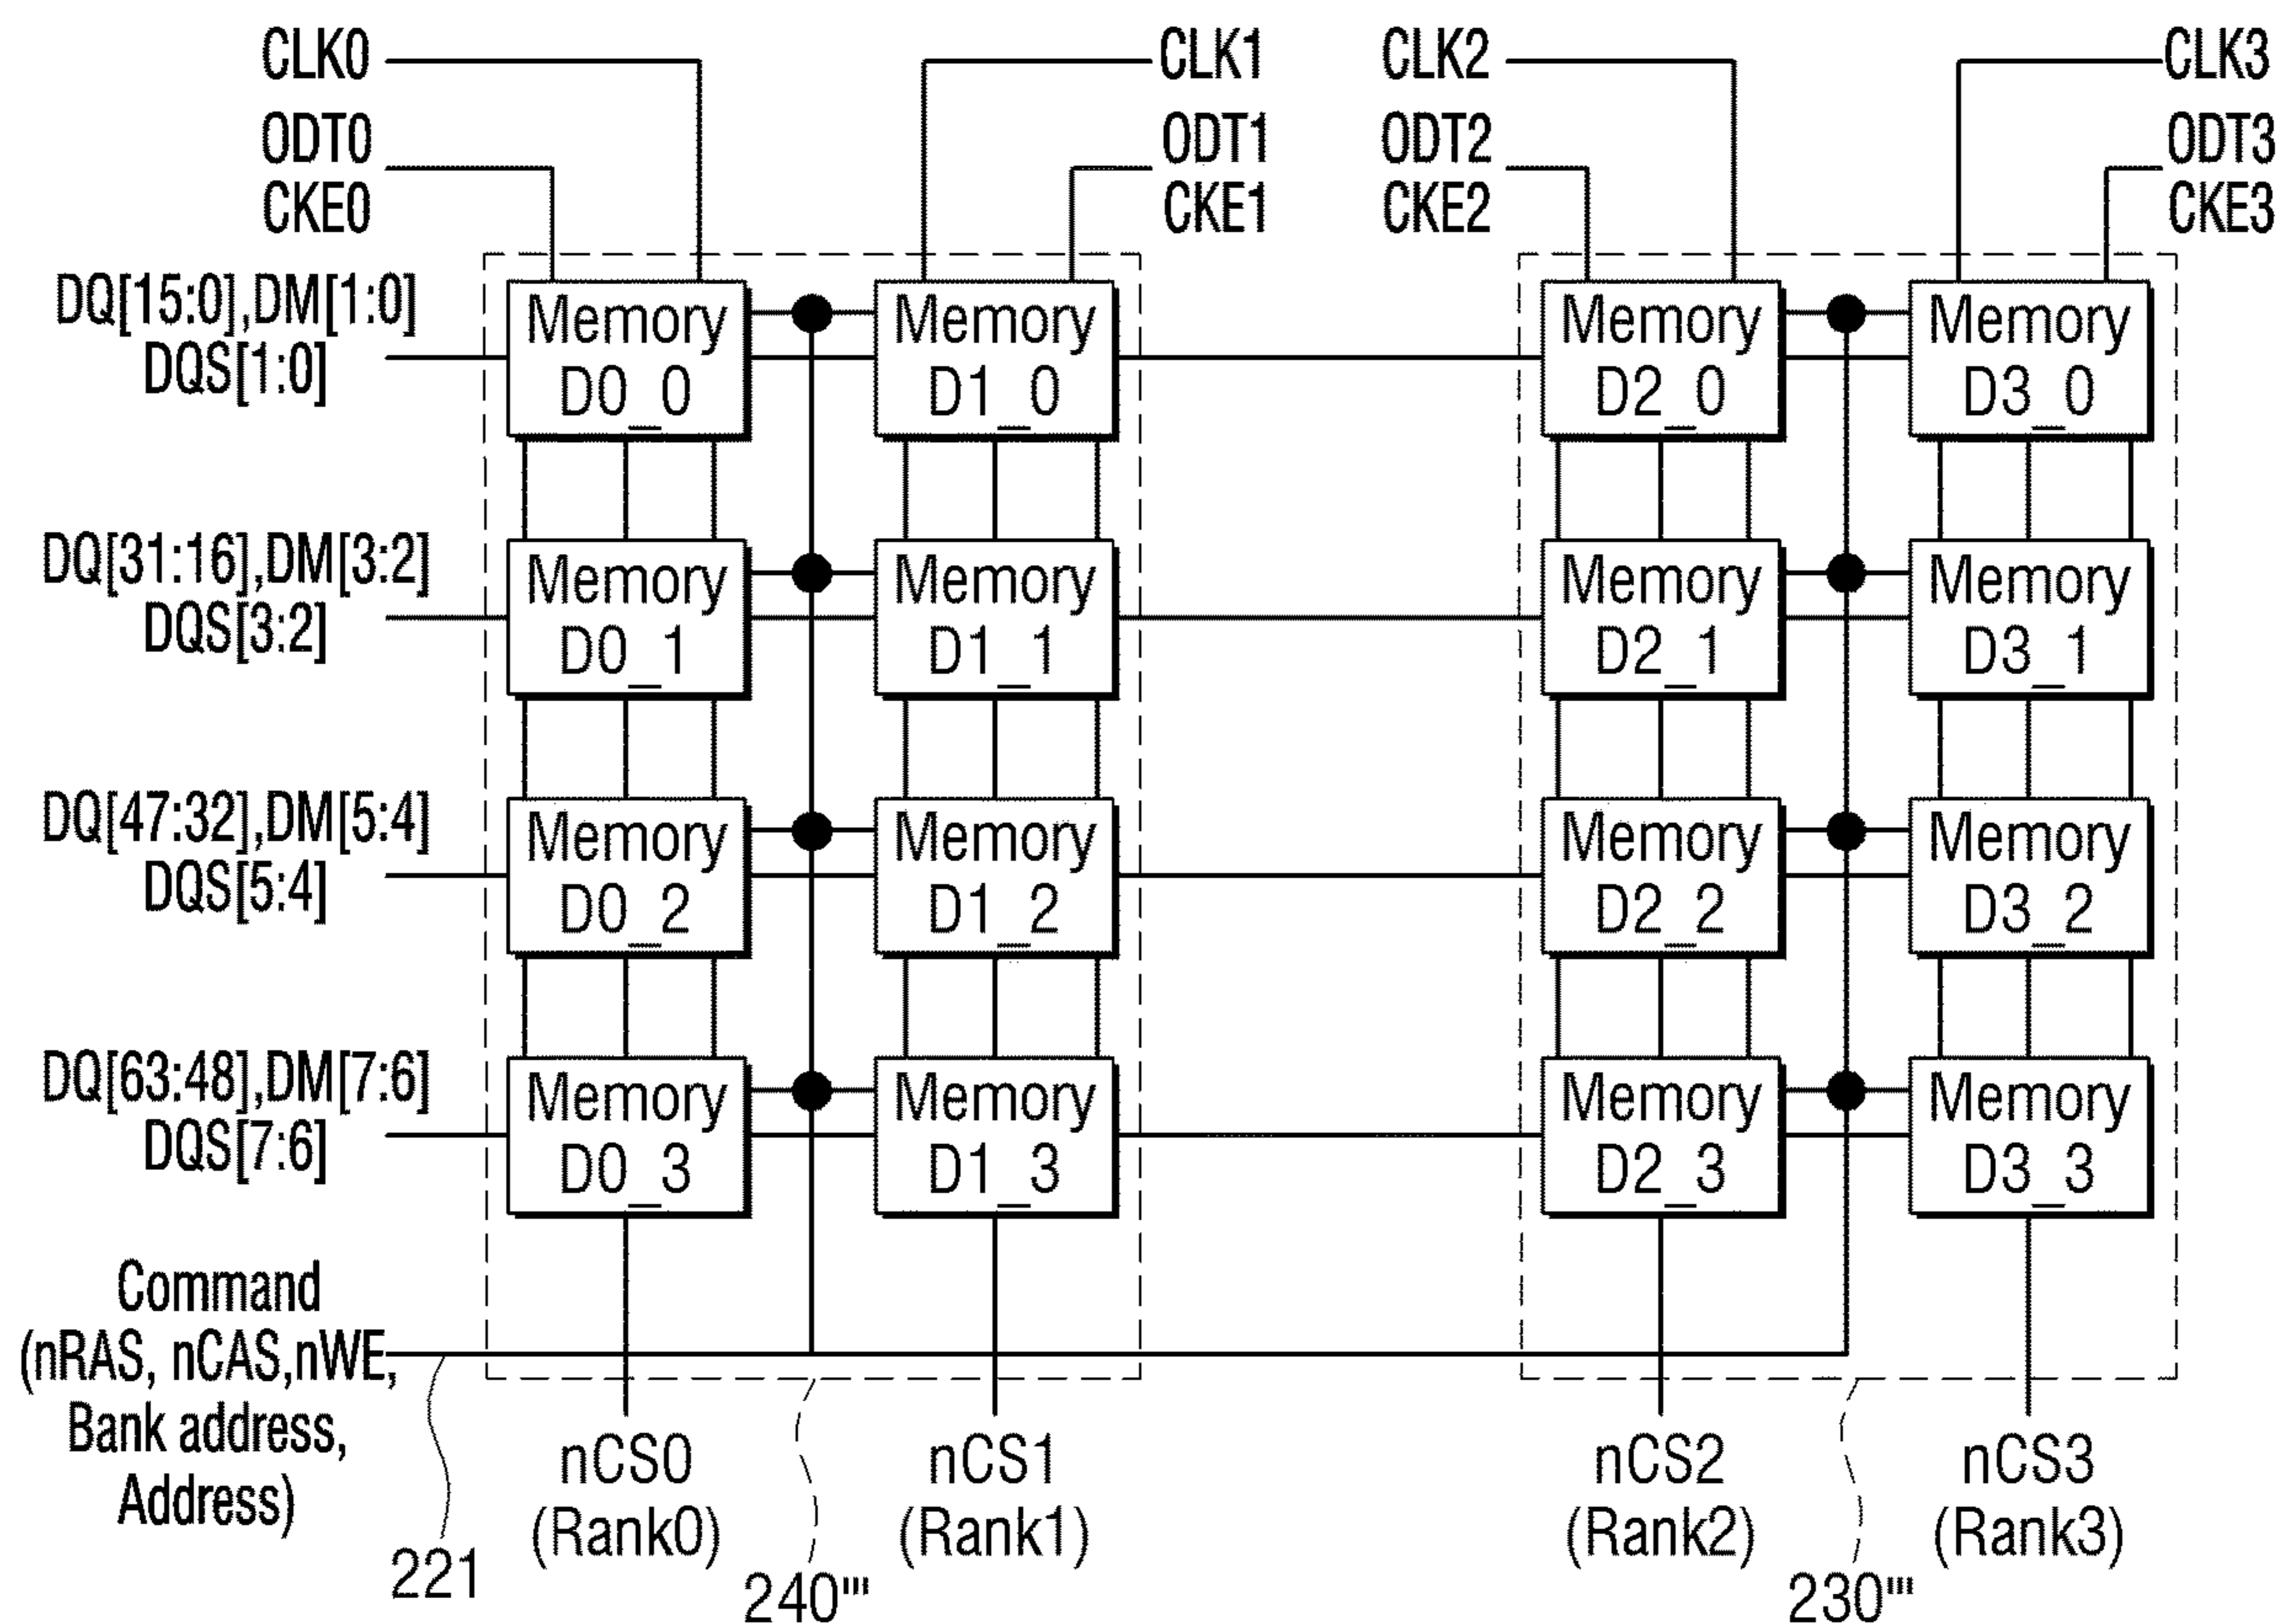 CLK0
CLK1
CLK2
CLK3
ODT0
ODT1
ODT2
ODT3
CKE0
CKE1
CKE2
CKE3
DQ[15:0],DM[1:0]
DQS[1:0]
Memory
D0_0
Memory
D1_0
Memory
D2_0
Memory
D3_0
DQ[31:16],DM[3:2]
DQS[3:2]
Memory
D0_1
Memory
D1_1
Memory
D2_1
Memory
D3_1
DQ[47:32],DM[5:4]
DQS[5:4]
Memory
D0_2
Memory
D1_2
Memory
D2_2
Memory
D3_2
DQ[63:48],DM[7:6]
DQS[7:6]
Memory
D0_3
Memory
D1_3
Memory
D2_3
Memory
D3_3
Command
(nRAS, nCAS,nWE,
Bank address,
Address)
221
nCS0
(Rank0)
240'''
nCS1
(Rank1)
nCS2
(Rank2)
230'''
nCS3
(Rank3)